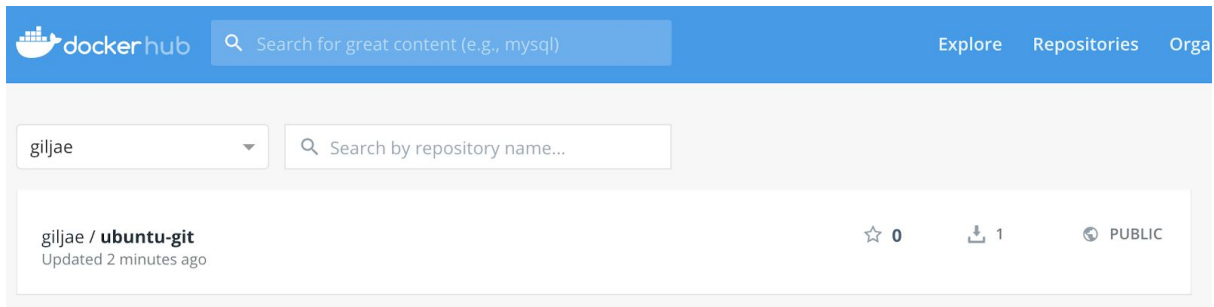 dockerhub Search for great content (e.g., mysql) Explore Repositories Orga
giljae Search by repository name...
giljae / ubuntu-git 0 1 PUBLIC
Updated 2 minutes ago